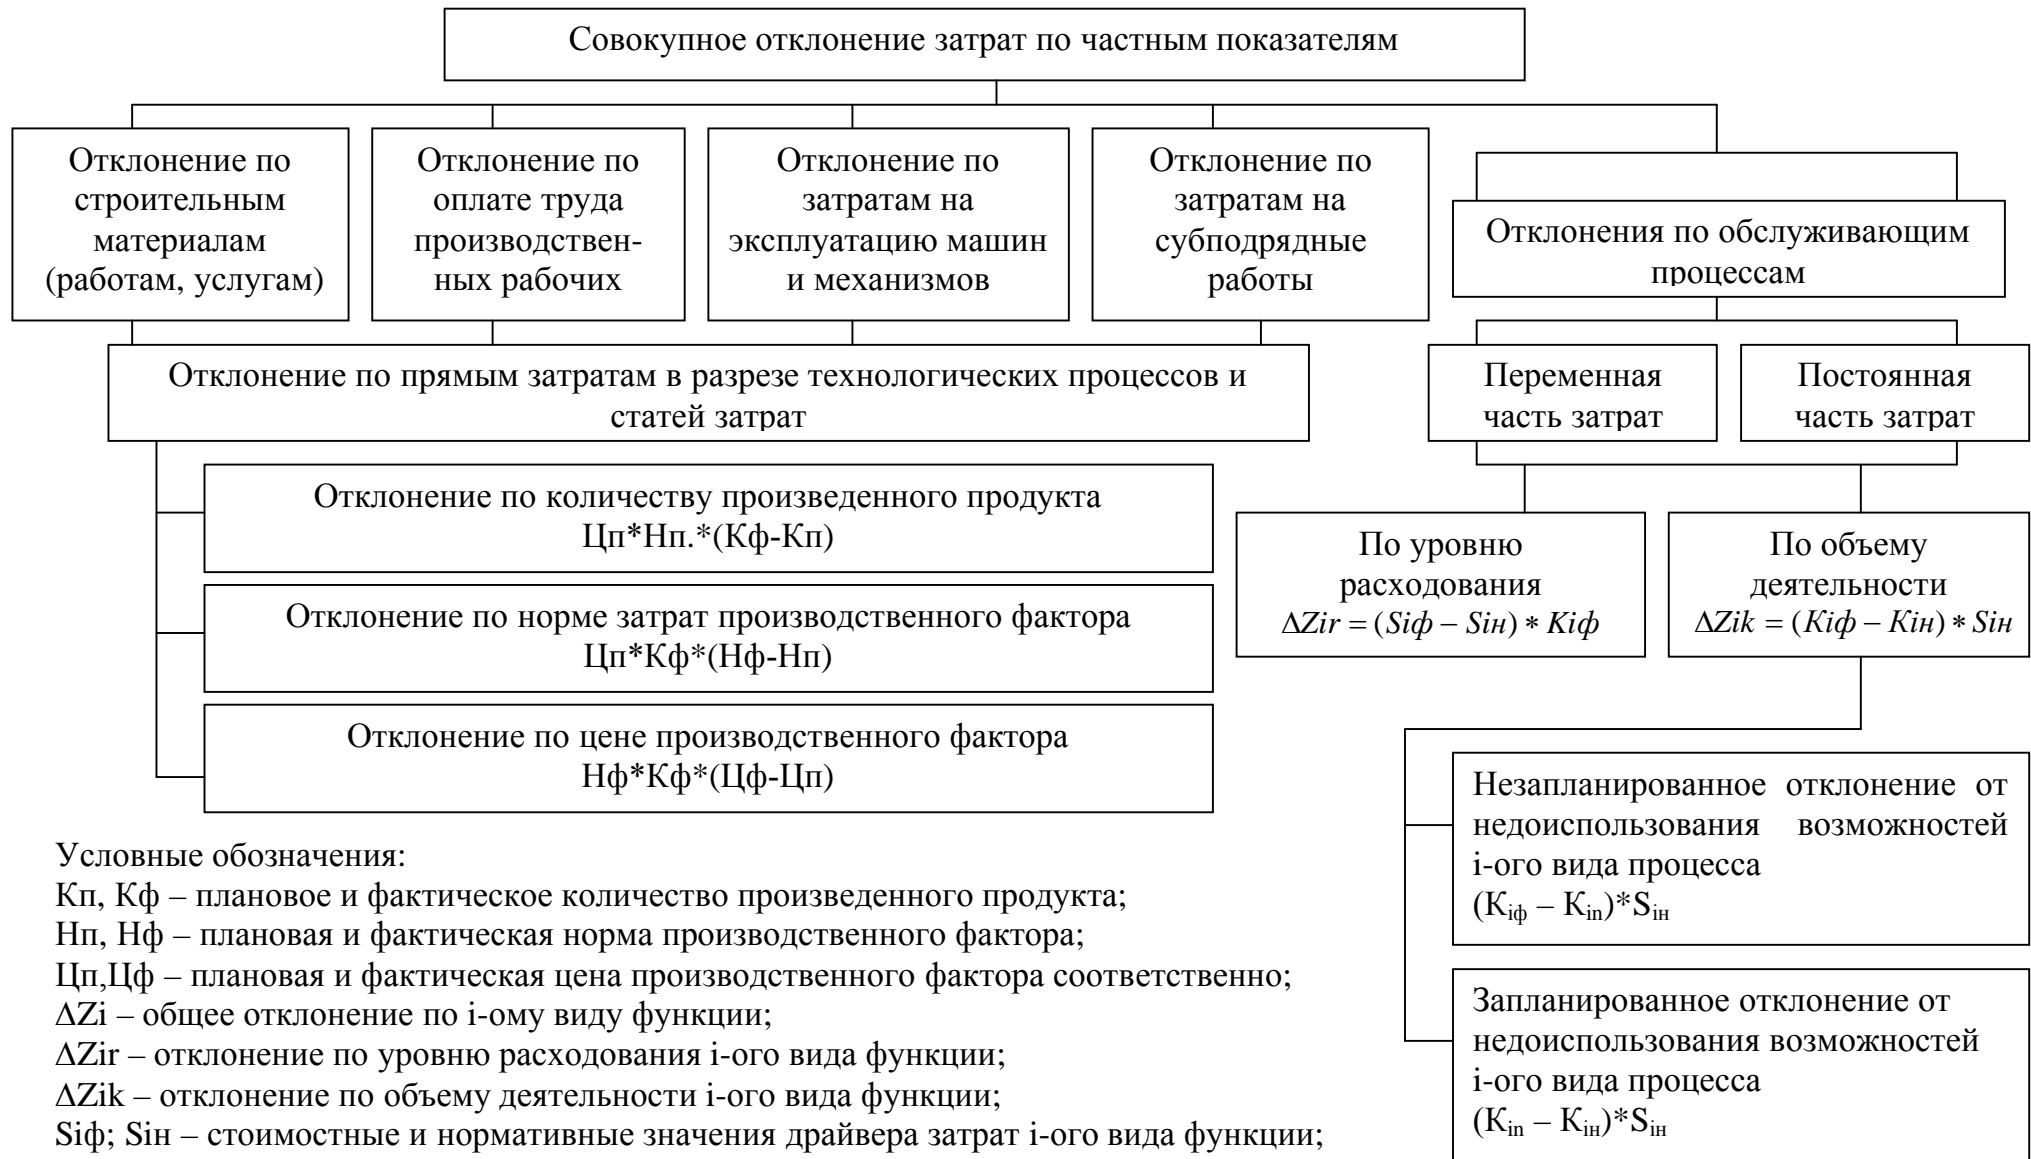 Совокупное отклонение затрат по частным показателям
Отклонение по
строительным
материалам
(работам, услугам)
Отклонение по
оплате труда
производствен-
ных рабочих
Отклонение по
затратам на
эксплуатацию машин
и механизмов
Отклонение по
затратам на
субподрядные
работы
Отклонения по обслуживающим
процессам
Отклонение по прямым затратам в разрезе технологических процессов и
статей затрат
Переменная
часть затрат
Постоянная
часть затрат
Отклонение по количеству произведенного продукта
Цп*Нп.*(Кф-Кп)
Отклонение по норме затрат производственного фактора
Цп*Кф*(Нф-Нп)
Отклонение по цене производственного фактора
Нф*Кф*(Цф-Цп)
По уровню
расходования
ΔZir = (Siф − Siн) * Kiф
По объему
деятельности
ΔZik = (Kiф − Kiн) * Siн
Незапланированное отклонение от
недоиспользования возможностей
i-ого вида процесса
(Kiф – Kin)*Siн
Запланированное отклонение от
недоиспользования возможностей
i-ого вида процесса
(Kin – Kiн)*Siн
Условные обозначения:
Кп, Кф – плановое и фактическое количество произведенного продукта;
Нп, Нф – плановая и фактическая норма производственного фактора;
Цп,Цф – плановая и фактическая цена производственного фактора соответственно;
ΔZi – общее отклонение по i-ому виду функции;
ΔZir – отклонение по уровню расходования i-ого вида функции;
ΔZik – отклонение по объему деятельности i-ого вида функции;
Siф; Siн – стоимостные и нормативные значения драйвера затрат i-ого вида функции;